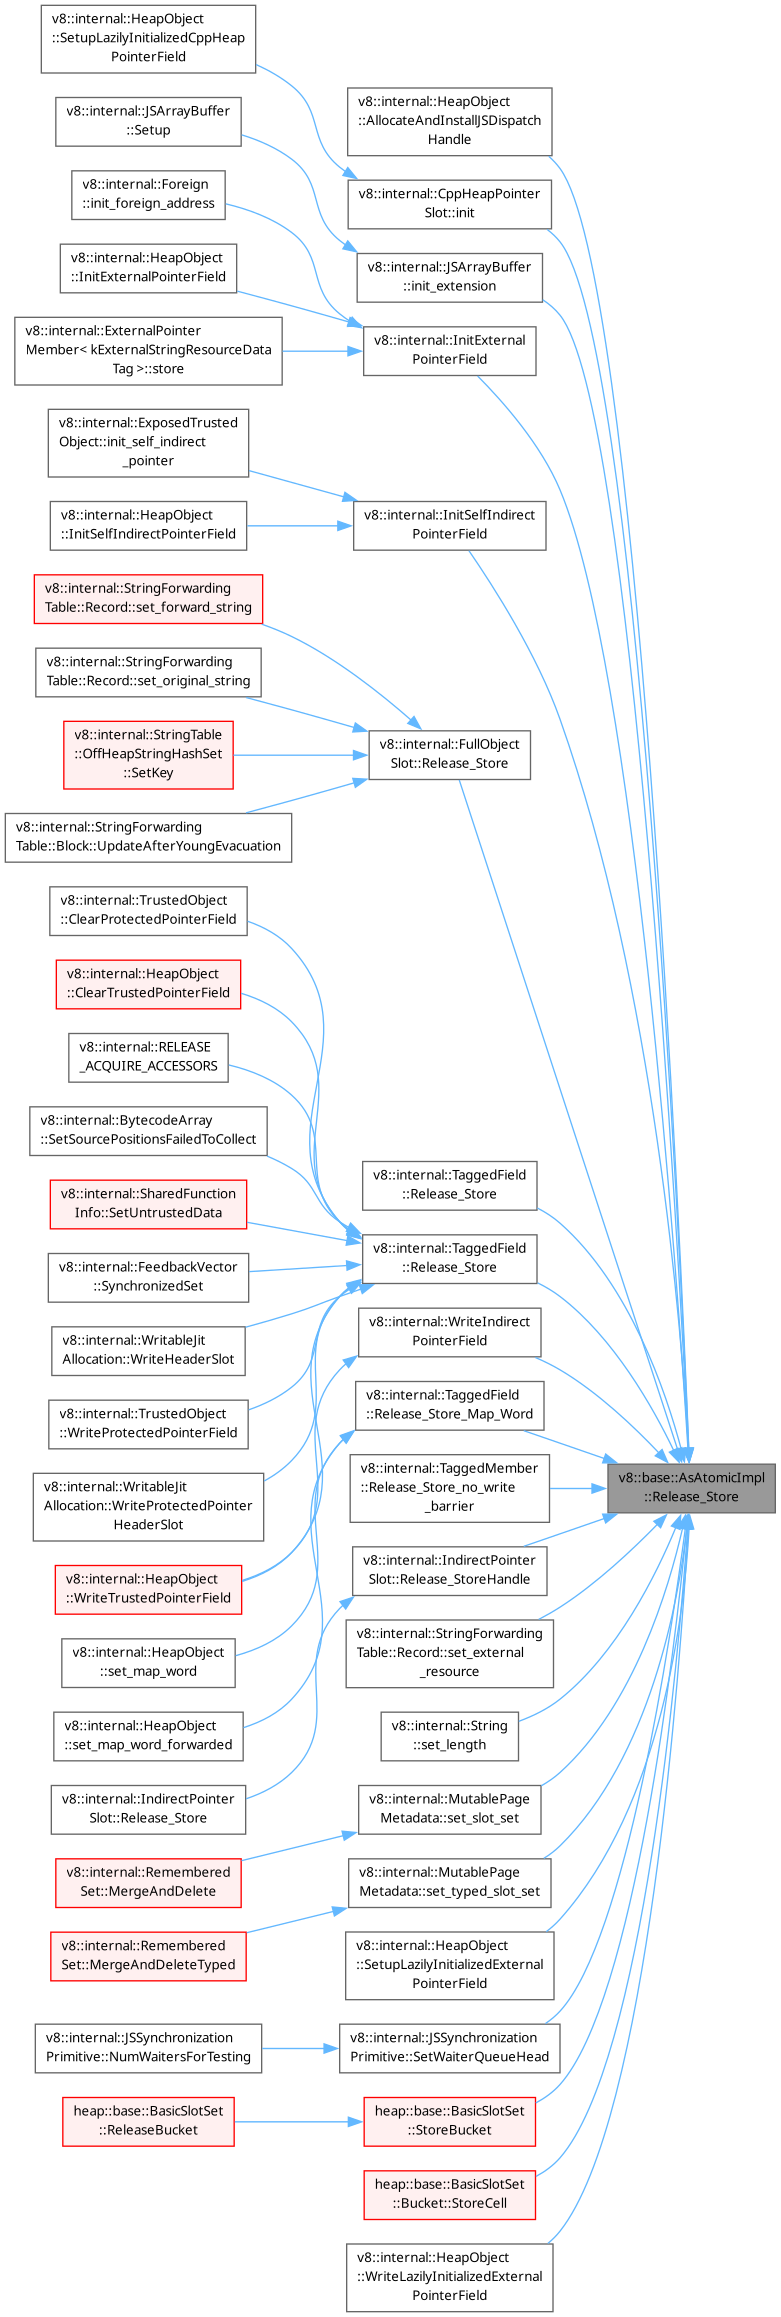 v8::internal::HeapObject
::SetupLazilyInitializedCppHeap
PointerField
v8::internal::JSArrayBuffer
::Setup
v8::internal::Foreign
::init_foreign_address
v8::internal::HeapObject
::InitExternalPointerField
v8::internal::ExternalPointer
Member< kExternalStringResourceData
Tag >::store
v8::internal::ExposedTrusted
Object::init_self_indirect
_pointer
v8::internal::HeapObject
::InitSelfIndirectPointerField
v8::internal::StringForwarding
Table::Record::set_forward_string
v8::internal::StringForwarding
Table::Record::set_original_string
v8::internal::StringTable
::OffHeapStringHashSet
::SetKey
v8::internal::StringForwarding
Table::Block::UpdateAfterYoungEvacuation
v8::internal::TrustedObject
::ClearProtectedPointerField
v8::internal::HeapObject
::ClearTrustedPointerField
v8::internal::RELEASE
_ACQUIRE_ACCESSORS
v8::internal::BytecodeArray
::SetSourcePositionsFailedToCollect
v8::internal::SharedFunction
Info::SetUntrustedData
v8::internal::FeedbackVector
::SynchronizedSet
v8::internal::WritableJit
Allocation::WriteHeaderSlot
v8::internal::TrustedObject
::WriteProtectedPointerField
v8::internal::WritableJit
Allocation::WriteProtectedPointer
HeaderSlot
v8::internal::HeapObject
::WriteTrustedPointerField
v8::internal::HeapObject
::set_map_word
v8::internal::HeapObject
::set_map_word_forwarded
v8::internal::IndirectPointer
Slot::Release_Store
v8::internal::Remembered
Set::MergeAndDelete
v8::internal::Remembered
Set::MergeAndDeleteTyped
v8::internal::JSSynchronization
Primitive::NumWaitersForTesting
heap::base::BasicSlotSet
::ReleaseBucket
v8::internal::HeapObject
::AllocateAndInstallJSDispatch
Handle
v8::internal::CppHeapPointer
Slot::init
v8::internal::JSArrayBuffer
::init_extension
v8::internal::InitExternal
PointerField
v8::internal::InitSelfIndirect
PointerField
v8::internal::FullObject
Slot::Release_Store
v8::internal::TaggedField
::Release_Store
v8::internal::TaggedField
::Release_Store
v8::internal::WriteIndirect
PointerField
v8::internal::TaggedField
::Release_Store_Map_Word
v8::internal::TaggedMember
::Release_Store_no_write
_barrier
v8::internal::IndirectPointer
Slot::Release_StoreHandle
v8::internal::StringForwarding
Table::Record::set_external
_resource
v8::internal::String
::set_length
v8::internal::MutablePage
Metadata::set_slot_set
v8::internal::MutablePage
Metadata::set_typed_slot_set
v8::internal::HeapObject
::SetupLazilyInitializedExternal
PointerField
v8::internal::JSSynchronization
Primitive::SetWaiterQueueHead
heap::base::BasicSlotSet
::StoreBucket
heap::base::BasicSlotSet
::Bucket::StoreCell
v8::internal::HeapObject
::WriteLazilyInitializedExternal
PointerField
v8::base::AsAtomicImpl
::Release_Store